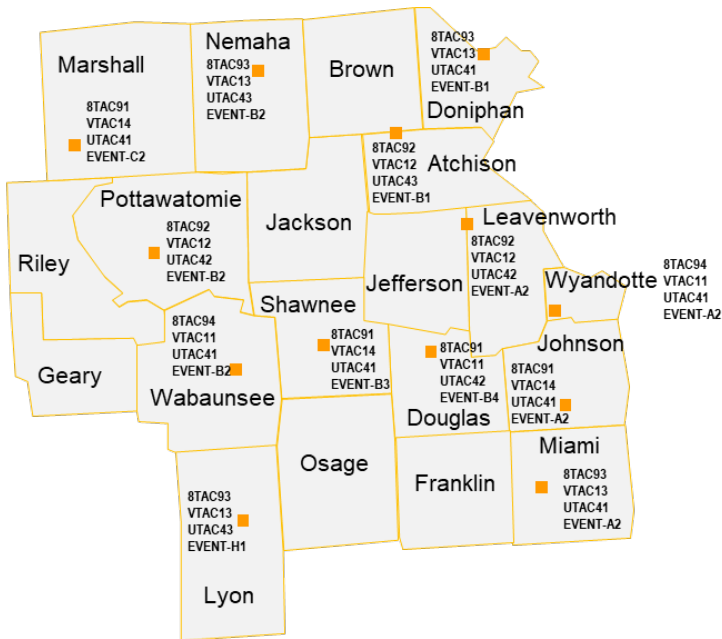 Marshall
8TAC91
VTAC14
UTAC41
EVENT-C2
Nemaha
8TAC93
VTAC13
UTAC43
EVENT-B2
Brown
8TAC93
VTAC13
UTAC41
EVENT-B1
Doniphan
8TAC92
VTAC12
UTAC43
EVENT-B1
Atchison
Pottawatomie
8TAC92
VTAC12
UTAC42
EVENT-B2
Riley
Jackson
Jefferson
Leavenworth
8TAC92
VTAC12
UTAC42
EVENT-A2
Wyandotte
8TAC94
VTAC11
UTAC41
EVENT-A2
Geary
8TAC94
VTAC11
UTAC41
EVENT-B2
Wabaunsee
Shawnee
8TAC91
VTAC14
UTAC41
EVENT-B3
8TAC91
VTAC11
UTAC42
EVENT-B4
Douglas
Johnson
8TAC91
VTAC14
UTAC41
EVENT-A2
Osage
Franklin
Miami
8TAC93
VTAC13
UTAC41
EVENT-A2
8TAC93
VTAC13
UTAC43
EVENT-H1
Lyon